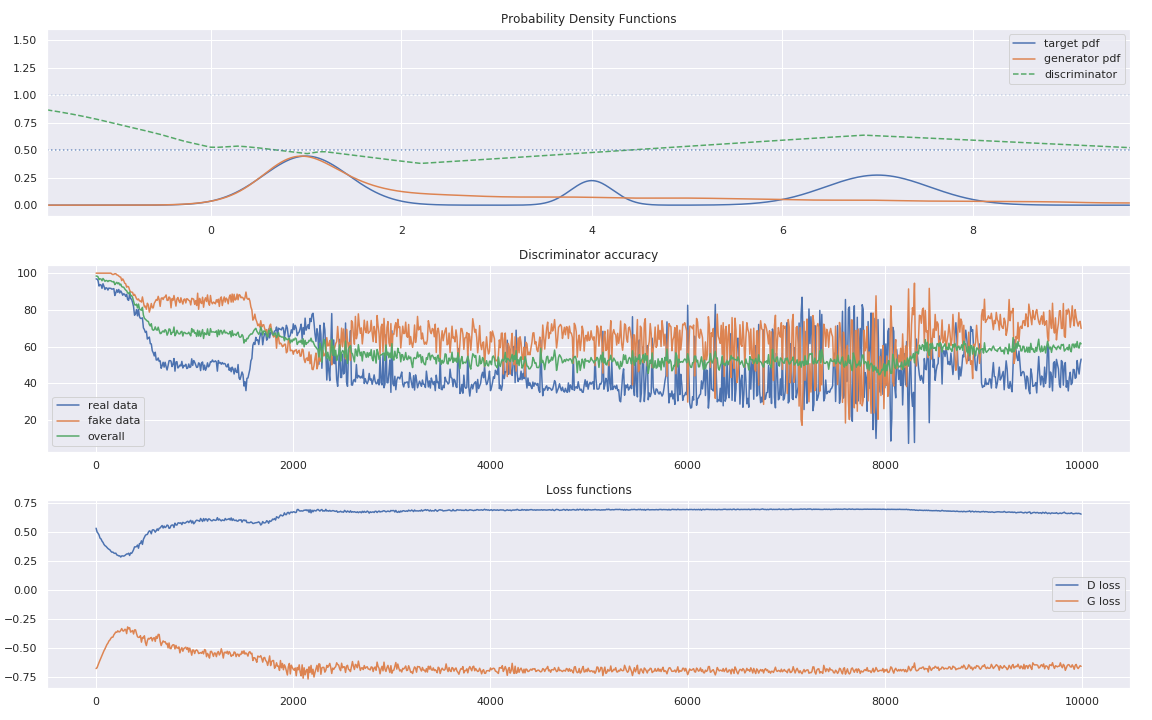 Probability Density Functions
1.50
1.25
1.00
0.75
0.50
0.25
0.00
target pdf
generator pdf
discriminator
0 2 4 6 8
Discriminator accuracy
100
80
60
40
20
real data
fake data
overall
0 2000 4000 6000 8000 10000
Loss functions
0.75
0.50
0.25
0.00
−0.25
−0.50
−0.75
D loss
G loss
0 2000 4000 6000 8000 10000